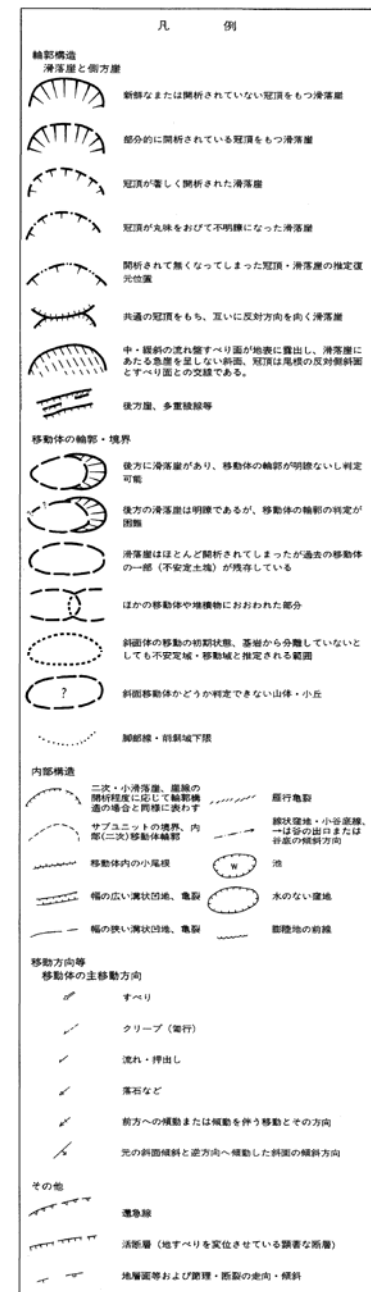 凡 例
輪郭構造
滑落崖と側方崖
新鮮なまたは開析されていない冠頂をもつ滑落崖
部分的に開析されている冠頂をもつ滑落崖
冠頂が著しく開析された滑落崖
冠頂が丸味をおびて不明瞭になった滑落崖
開析されて無くなってしまった冠頂・滑落崖の推定復
元位置
共通の冠頂をもち、互いに反対方向を向く滑落崖
中・緩斜の流れ盤すべり面が地表に露出し、滑落崖に
あたる急崖を呈しない斜面、冠頂は尾根の反対側斜面
とすべり面との交線である。
後方崖、多重稜線等
移動体の輪郭・境界
後方に滑落崖があり、移動体の輪郭が明瞭ないし判定
可能
?
後方の滑落崖は明瞭であるが、移動体の輪郭の判定が
困難
滑落崖はほとんど開析されてしまったが過去の移動体
の一部（不安定土塊）が残存している
ほかの移動体や堆積物におおわれた部分
斜面体の移動の初期状態、基岩から分離していないと
しても不安定域・移動域と推定される範囲
?
斜面移動体かどうか判定できない山体・小丘
脚部線・前斜域下限
内部構造
二次・小滑落崖、崖線の
開析程度に応じて輪郭構
造の場合と同様に表わす
雁行亀裂
サブユニットの境界、内
部(二次)移動体輪郭
線状窪地・小谷底線、
→は谷の出口または
谷底の傾斜方向
移動体内の小尾根
W
池
幅の広い溝状凹地、亀裂
水のない窪地
幅の狭い溝状凹地、亀裂
膨陸地の前線
移動方向等
移動体の主移動方向
すべり
クリープ（匍行）
流れ・押出し
落石など
前方への傾動または傾動を伴う移動とその方向
元の斜面傾斜と逆方向へ傾動した斜面の傾斜方向
その他
遷急線
活断層（地すべりを変位させている顕著な断層）
地層面等および節理・断裂の走向・傾斜